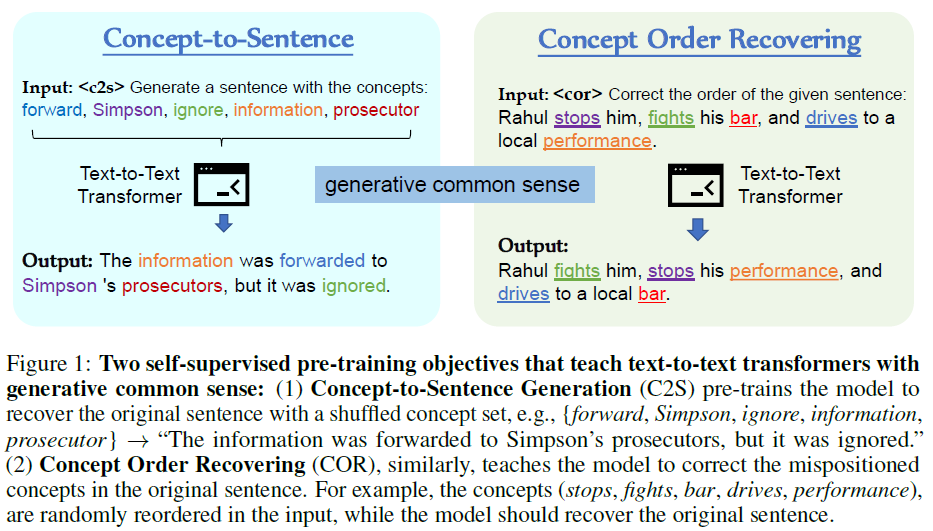 Concept-to-Sentence
Input: <c2s> Generate a sentence with the concepts:
forward, Simpson, ignore, information, prosecutor
Text-to-Text
Transformer
Output: The information was forwarded to
Simpson 's prosecutors, but it was ignored.
generative common sense
Concept Order Recovering
Input: <cor> Correct the order of the given sentence:
Rahul stops him, fights his bar, and drives to a
local performance.
Text-to-Text
Transformer
Output:
Rahul fights him, stops his performance, and
drives to a local bar.
Figure 1: Two self-supervised pre-training objectives that teach text-to-text transformers with
generative common sense: (1) Concept-to-Sentence Generation (C2S) pre-trains the model to
recover the original sentence with a shuffled concept set, e.g., {forward, Simpson, ignore, information,
prosecutor} → “The information was forwarded to Simpson’s prosecutors, but it was ignored.”
(2) Concept Order Recovering (COR), similarly, teaches the model to correct the mispositioned
concepts in the original sentence. For example, the concepts (stops, fights, bar, drives, performance),
are randomly reordered in the input, while the model should recover the original sentence.